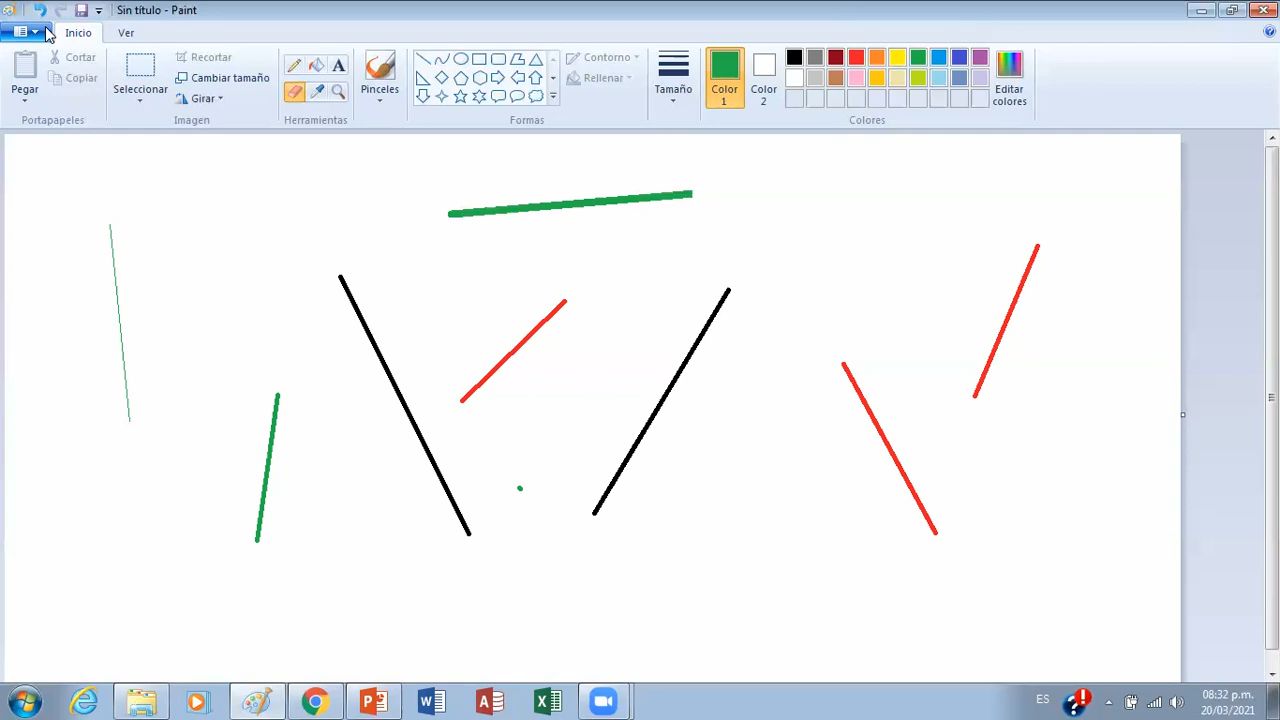 Sin título - Paint
Inicio
Ver
Pegar
Cortar
Copiar
Portapapeles
Seleccionar
Recortar
Cambiar tamaño
Girar
Imagen
A
Herramientas
Pinceles
Contorno
Rellenar
Formas
Tamaño
Color
1
Color
2
Editar
colores
Colores
ES
08:32 p.m.
20/03/2021